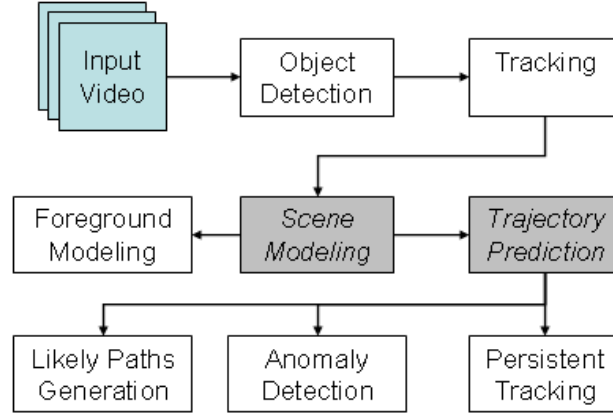 Input
Video
Object
Detection
Tracking
Foreground
Modeling
Scene
Modeling
Trajectory
Prediction
Likely Paths
Generation
Anomaly
Detection
Persistent
Tracking